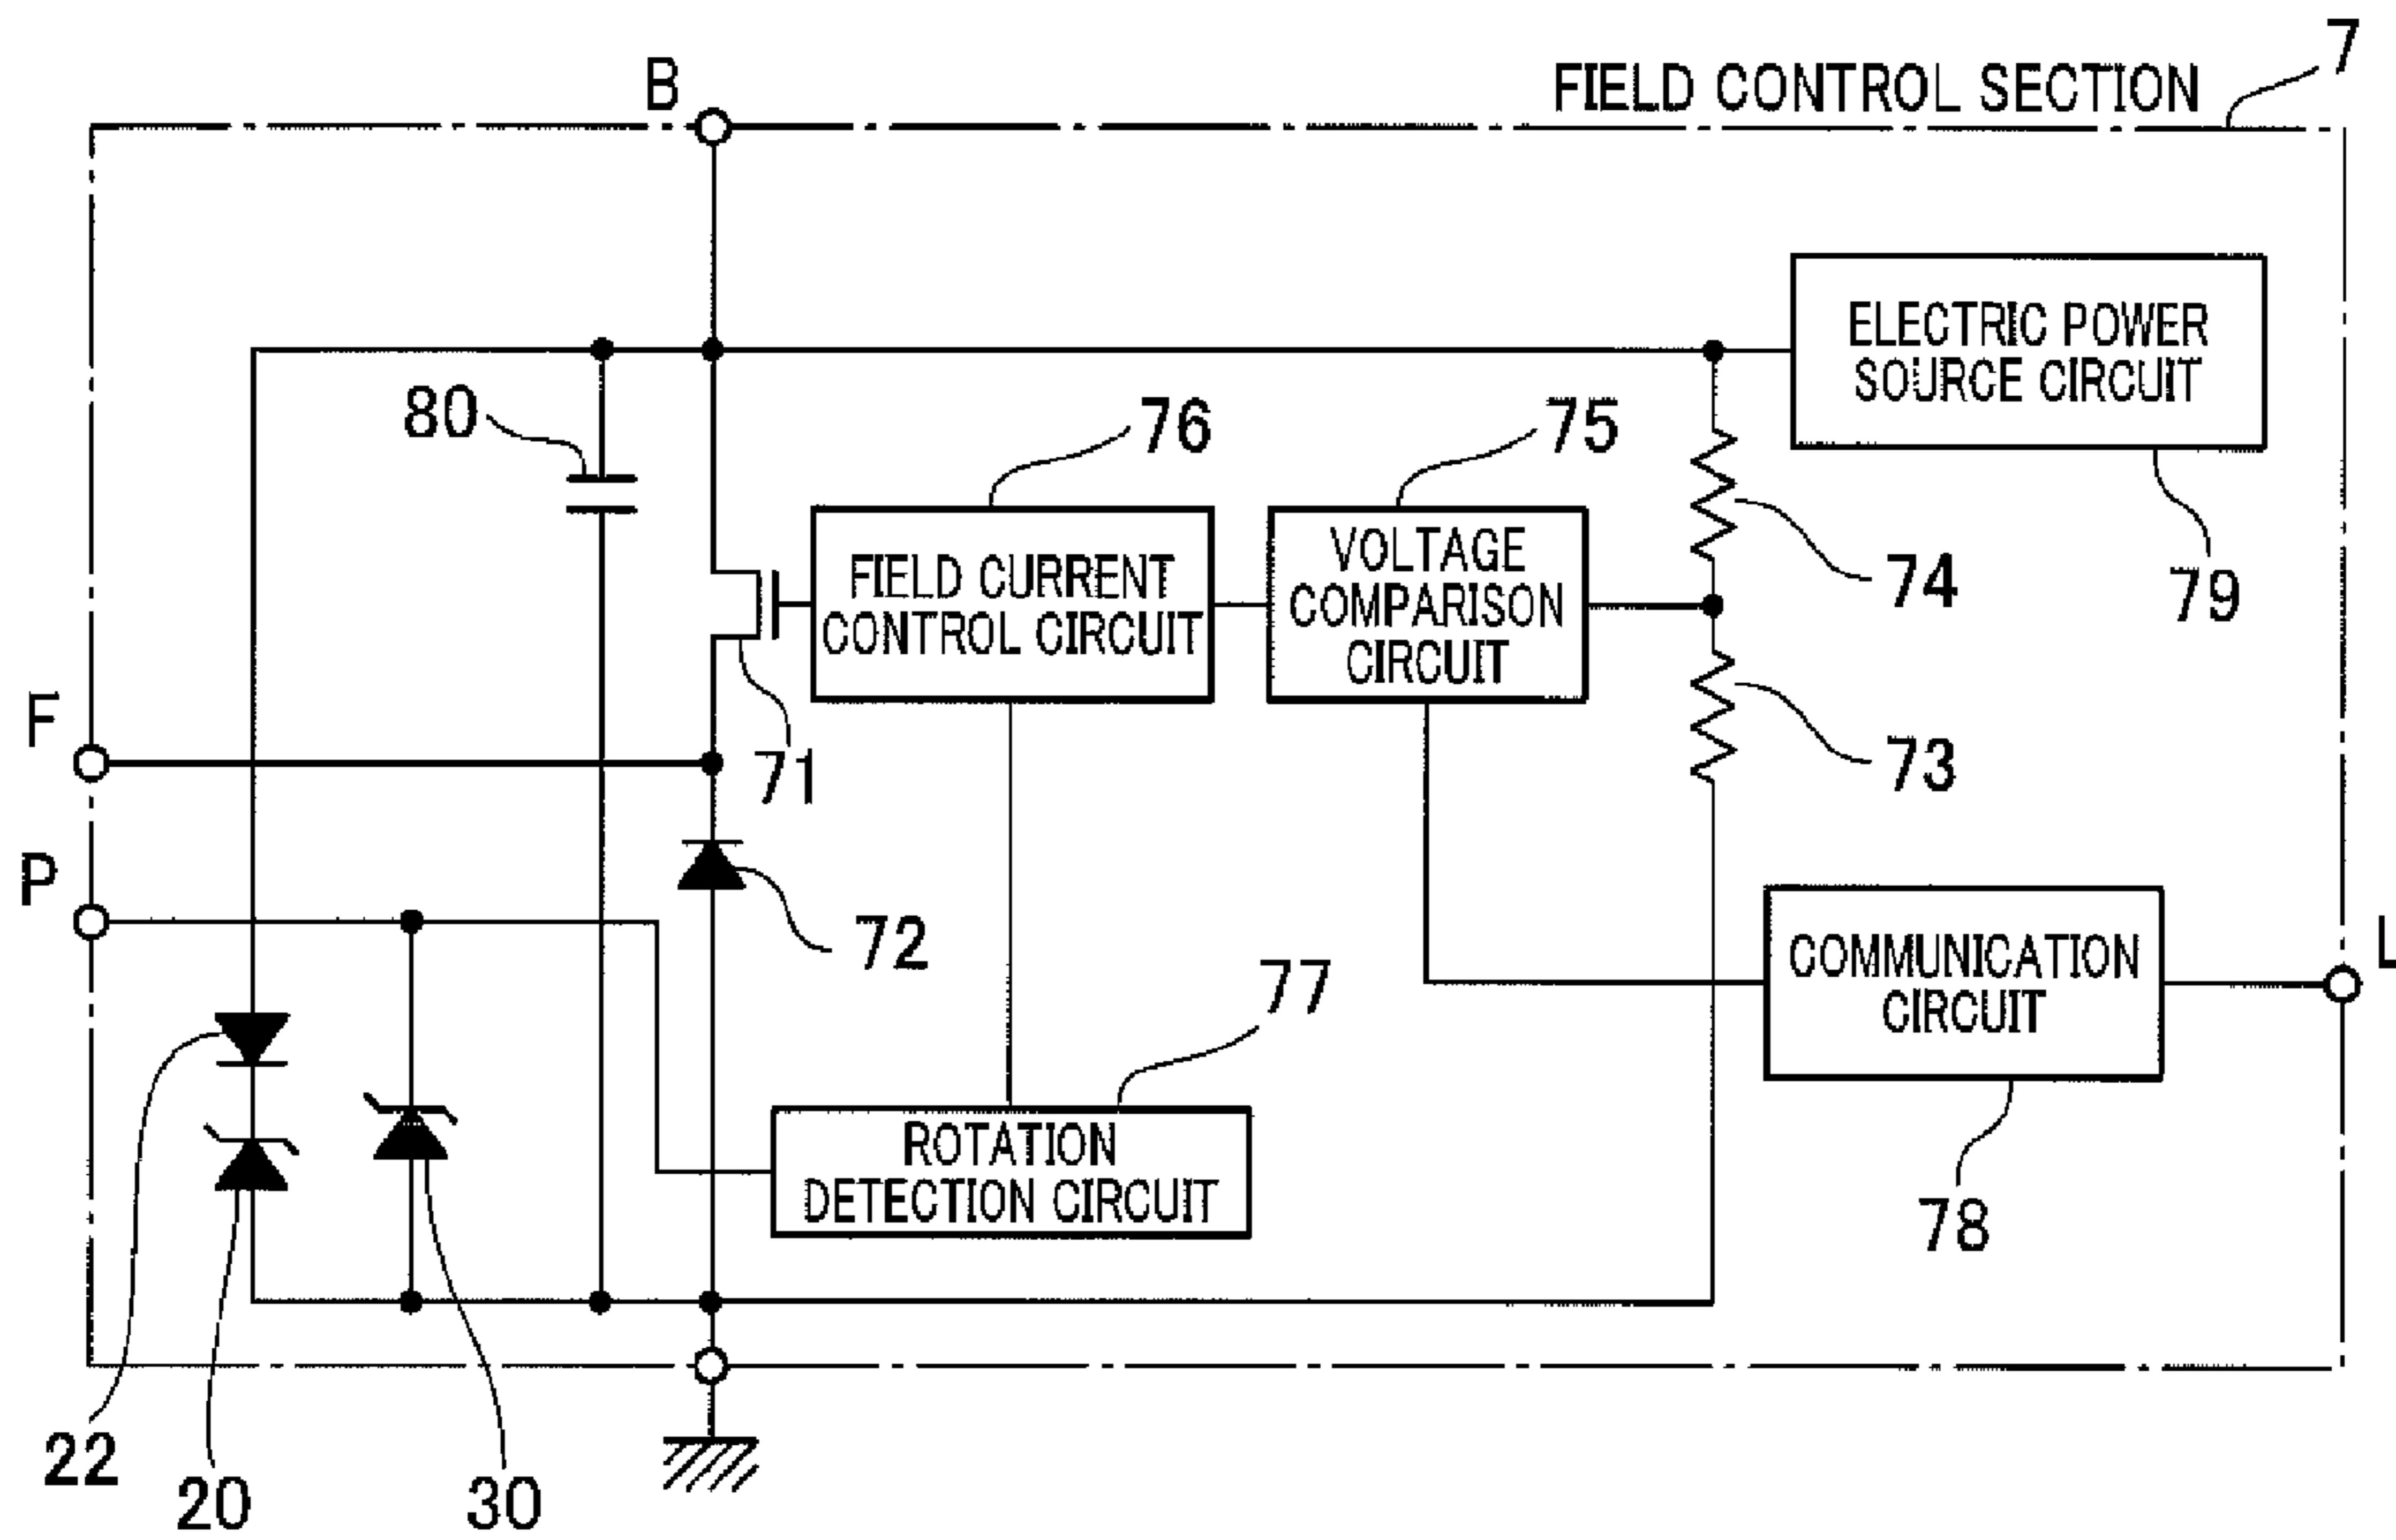 7
B
FIELD CONTROL SECTION
ELECTRIC POWER
SOURCE CIRCUIT
80
76
75
74
79
FIELD CURRENT
CONTROL CIRCUIT
VOLTAGE
COMPARISON
CIRCUIT
F
71
73
P
72
77
COMMUNICATION
CIRCUIT
L
ROTATION
DETECTION CIRCUIT
78
22
20
30